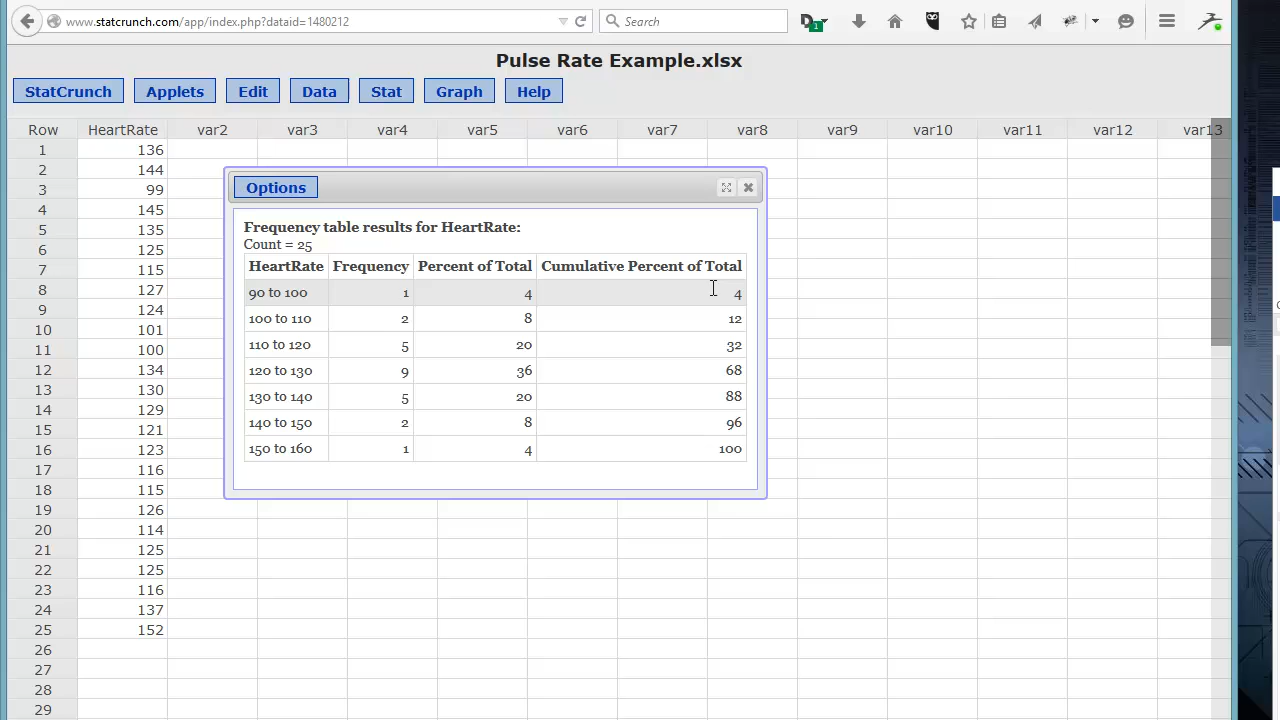 www.statcrunch.com/app/index.php?dataid=1480212 Search D 1
Pulse Rate Example.xlsx
StatCrunch Applets Edit Data Stat Graph Help
Row HeartRate var2 var3 var4 var5 var6 var7 var8 var9 var10 var11 var12 var13
1 136
2 144
3 99
4 145
5 135
6 125
7 115
8 127
9 124
10 101
11 100
12 134
13 130
14 129
15 121
16 123
17 116
18 115
19 126
20 114
21 125
22 125
23 116
24 137
25 152
26
27
28
29
Options
Frequency table results for HeartRate:
Count = 25
HeartRate Frequency Percent of Total Cumulative Percent of Total
90 to 100 1 4 4
100 to 110 2 8 12
110 to 120 5 20 32
120 to 130 9 36 68
130 to 140 5 20 88
140 to 150 2 8 96
150 to 160 1 4 100